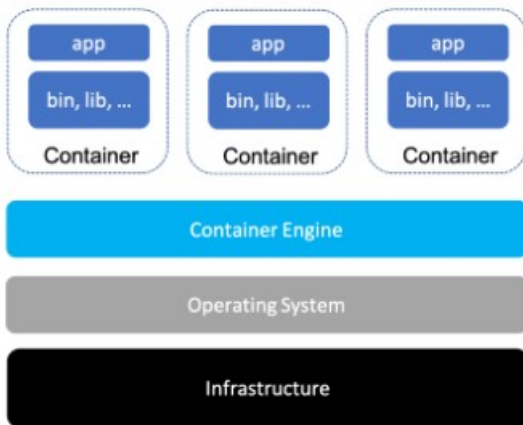 app app app
bin, lib, ... bin, lib, ... bin, lib, ...
Container Container Container
Container Engine
Operating System
Infrastructure